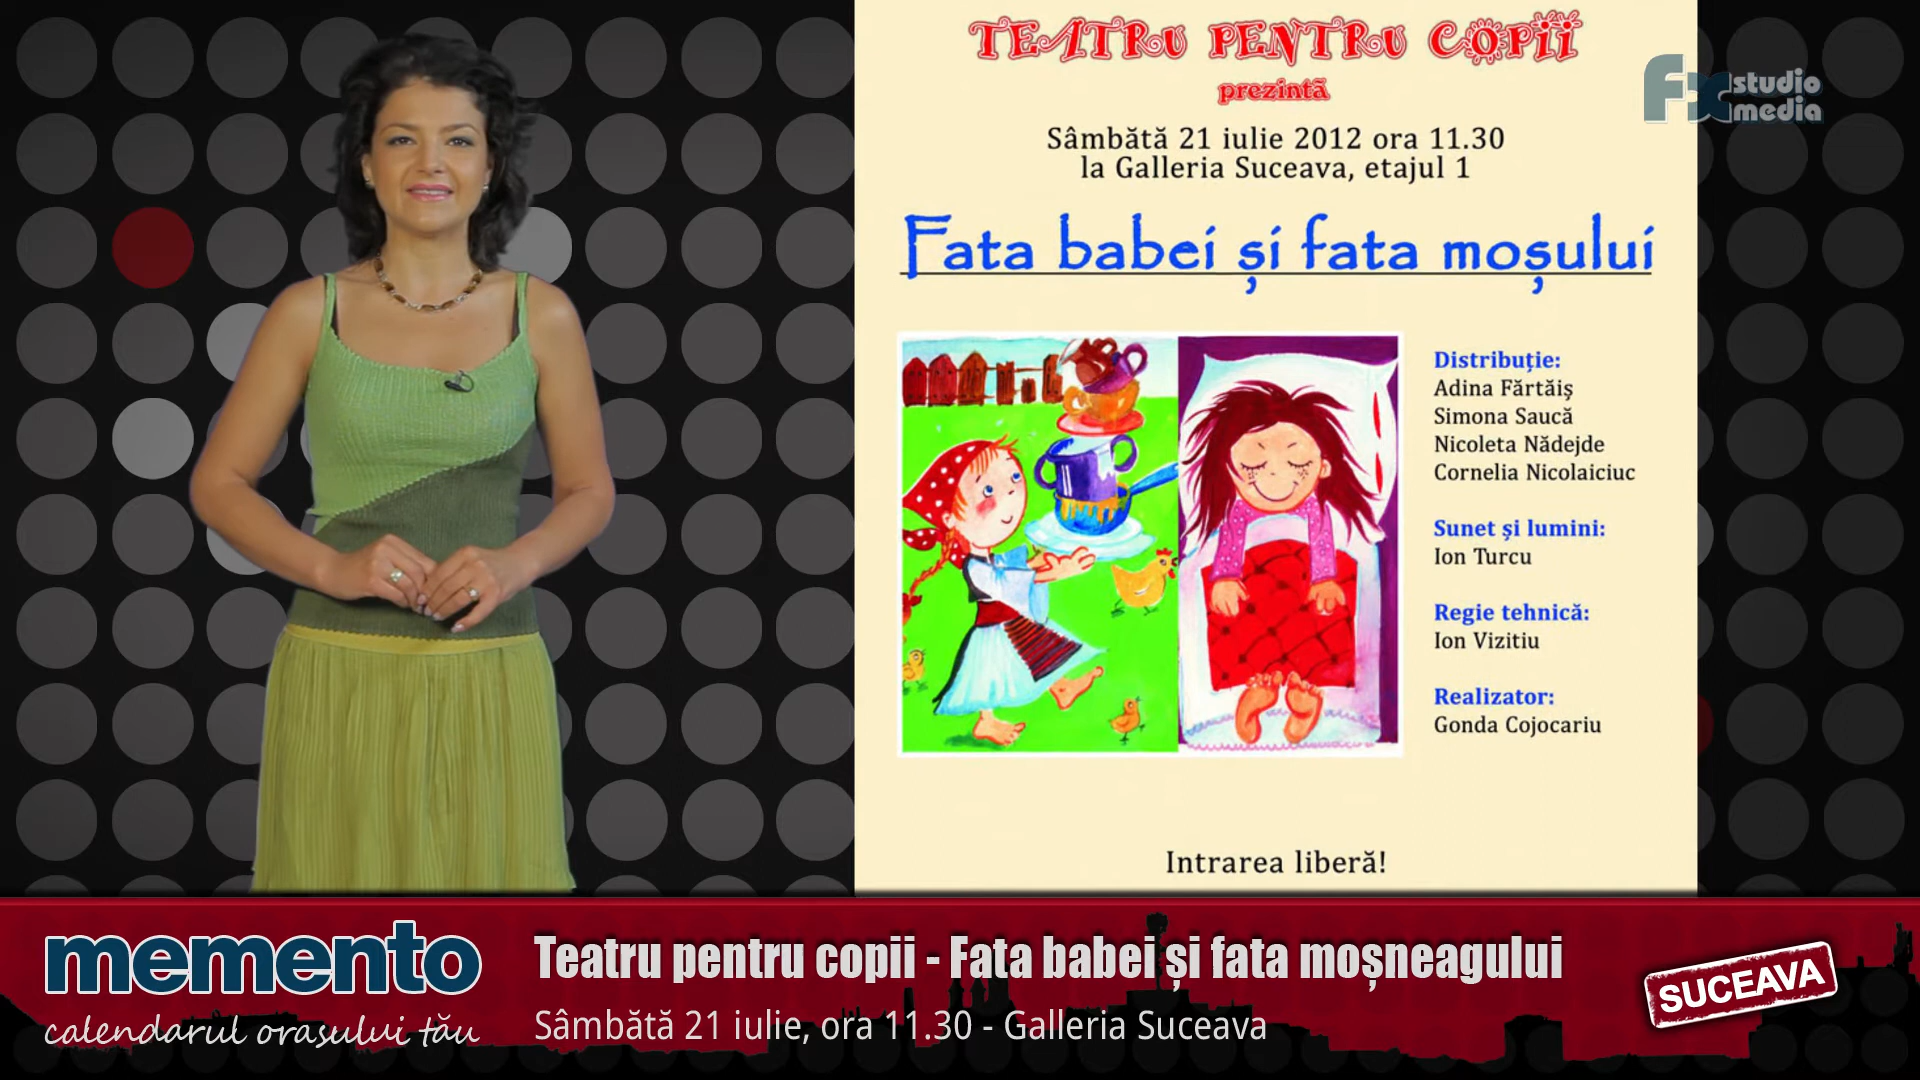 TEATRU PENTRU COPII
prezintă
Sâmbătă 21 iulie 2012 ora 11.30
la Galleria Suceava, etajul 1
Fata babei și fata moșului
Distribuție:
Adina Fărtăiș
Simona Saucă
Nicoleta Nădejde
Cornelia Nicolaiciuc
Sunet și lumini:
Ion Turcu
Regie tehnică:
Ion Vizitiu
Realizator:
Gonda Cojocariu
Intrarea liberă!
fx studio media
memento
calendarul orasului tău
Teatru pentru copii - Fata babei și fata moșneagului
Sâmbătă 21 iulie, ora 11.30 - Galleria Suceava
SUCEAVA